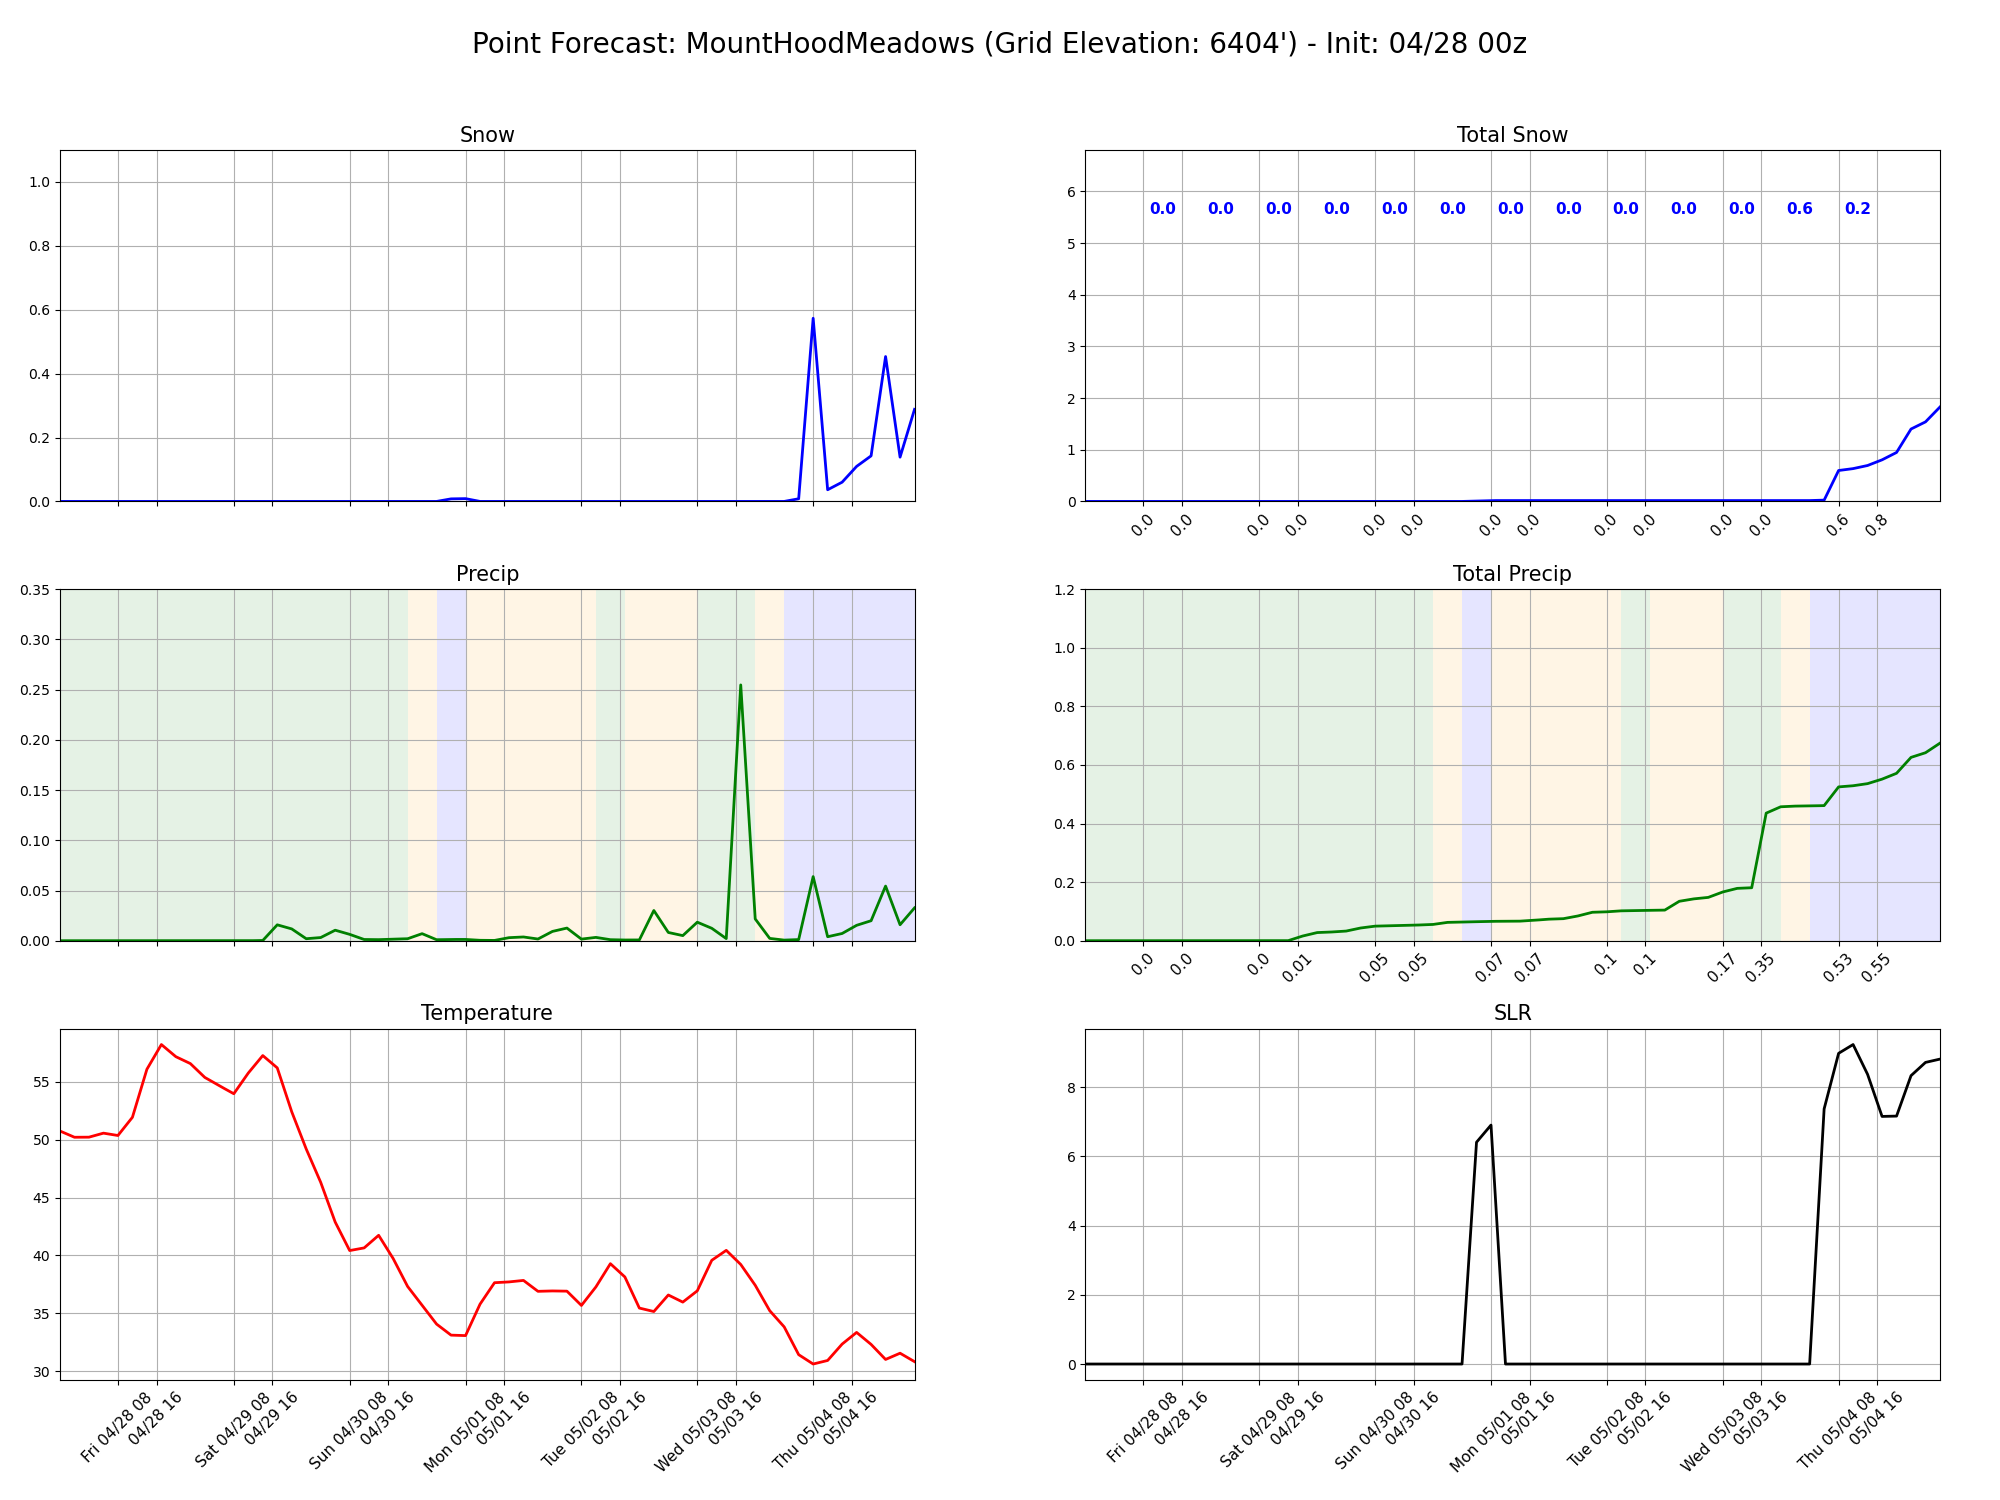 Point Forecast: MountHoodMeadows (Grid Elevation: 6404') - Init: 04/28 00z
Snow
1.0
0.8
0.6
0.4
0.2
0.0
Total Snow
6
5
4
3
2
1
0
0.0 0.0 0.0 0.0 0.0 0.0 0.0 0.0 0.0 0.0 0.0 0.6 0.2
0.0 0.0 0.0 0.0 0.0 0.0 0.0 0.0 0.0 0.0 0.0 0.0 0.6 0.8
Precip
0.35
0.30
0.25
0.20
0.15
0.10
0.05
0.00
Total Precip
1.2
1.0
0.8
0.6
0.4
0.2
0.0
0.0 0.0 0.0 0.01 0.05 0.05 0.07 0.07 0.1 0.1 0.17 0.35 0.53 0.55
Temperature
55
50
45
40
35
30
Fri 04/28 08
04/28 16
Sat 04/29 08
04/29 16
Sun 04/30 08
04/30 16
Mon 05/01 08
05/01 16
Tue 05/02 08
05/02 16
Wed 05/03 08
05/03 16
Thu 05/04 08
05/04 16
SLR
8
6
4
2
0
Fri 04/28 08
04/28 16
Sat 04/29 08
04/29 16
Sun 04/30 08
04/30 16
Mon 05/01 08
05/01 16
Tue 05/02 08
05/02 16
Wed 05/03 08
05/03 16
Thu 05/04 08
05/04 16